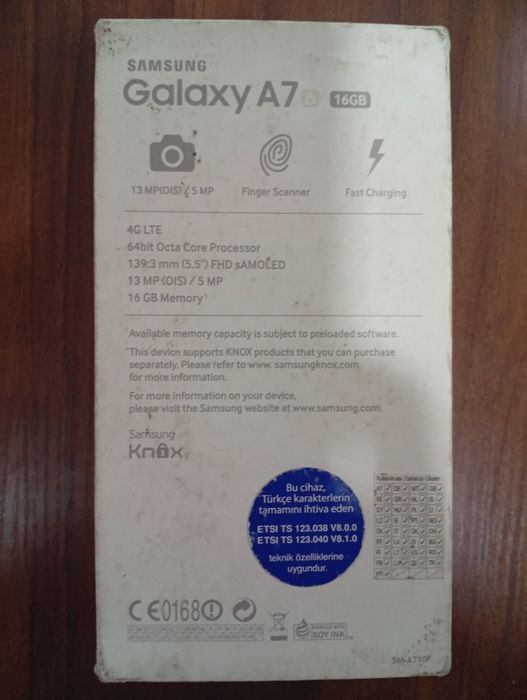 SAMSUNG
Galaxy A7 6 16GB
13 MP(OIS) / 5 MP Finger Scanner Fast Charging
4G LTE
64bit Octa Core Processor
139.3 mm (5.5") FHD sAMOLED
13 MP (OIS) / 5 MP
16 GB Memory¹
¹Available memory capacity is subject to preloaded software.
*This device supports KNOX products that you can purchase
separately. Please refer to www. samsungknox.com
for more information.
For more information on your device,
please visit the Samsung website at www.samsung.com.
Samsung
Knox
Bu cihaz,
Türkçe karakterlerin
tamamını ihtiva eden
ETSI TS 123.038 V8.0.0
ETSI TS 123.040 V8.1.0
teknik özelliklerine
uygundur.
CE0168
PRINTED WITH
SOY INK
SM-A710F